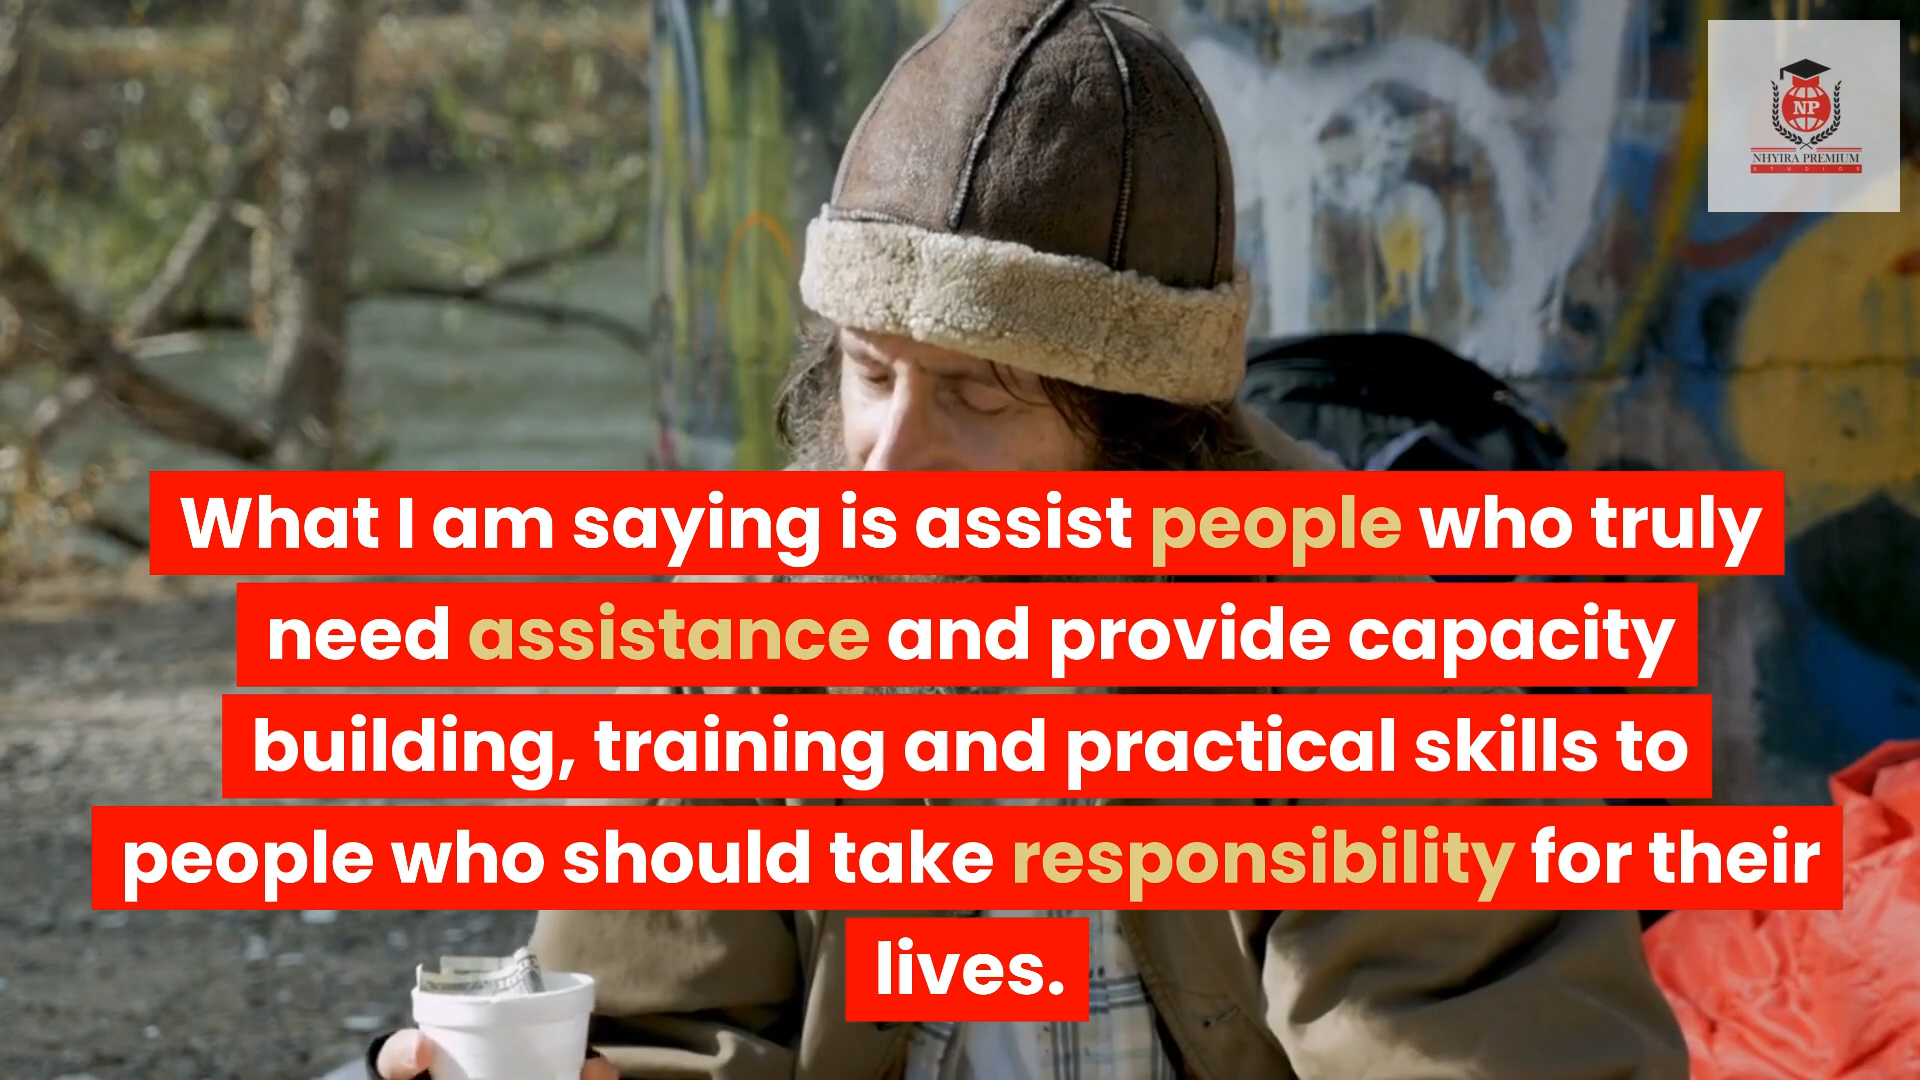 NP
NHYIRA PREMIUM
STUDIOS
What I am saying is assist people who truly
need assistance and provide capacity
building, training and practical skills to
people who should take responsibility for their
lives.